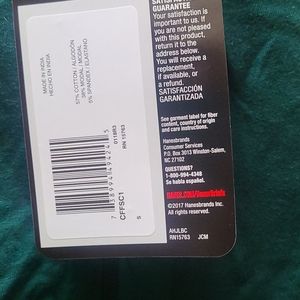 SATISFACTION
GUARANTEE
Your satisfaction is
important to us. If
you are not pleased
with this product,
return it to the
address below.
You will receive a
replacement,
if available, or
a refund.
SATISFACCIÓN
GARANTIZADA
See garment label for fiber
content, country of origin
and care instructions.
Hanesbrands
Consumer Services
P.O. Box 3013 Winston-Salem,
NC 27102
QUESTIONS?
1-800-994-4348
Se habla español.
©2017 Hanesbrands Inc.
All rights reserved.
AHJLBC
RN15763 JCM
MADE IN INDIA
HECHO EN INDIA
57% COTTON / ALGODÓN
38% MODAL / MODAL
5% SPANDEX / ELASTANO
RN 15763
CFFSC1
S